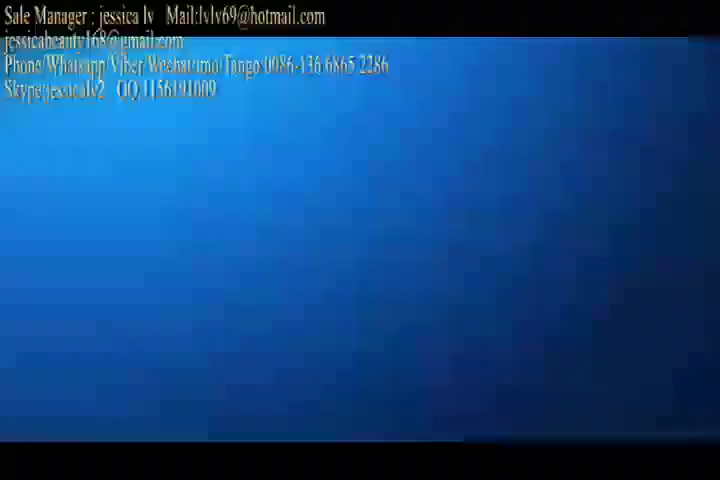 Sale Manager : jessica lv Mail:lvlv69@hotmail.com
jessicabeauty168@gmail.com
Phone/Whatsapp/Viber/Wechat/imo/Tango:0086-136 6865 2286
Skype:jessicalv2 QQ:1156191009